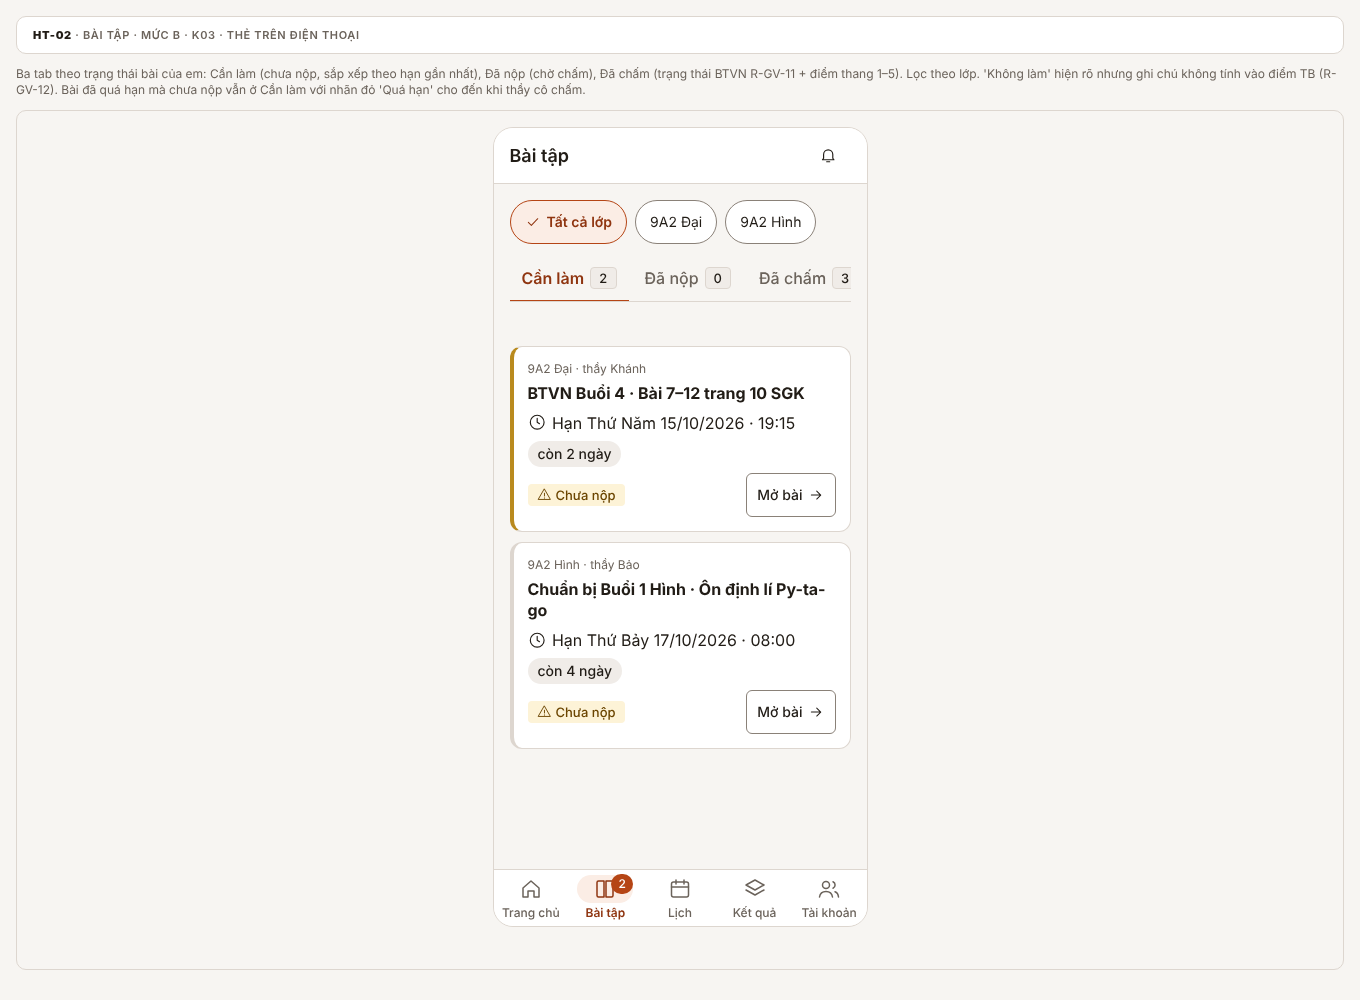 HT-02 · BÀI TẬP · MỨC B · K03 · THẺ TRÊN ĐIỆN THOẠI
Ba tab theo trạng thái bài của em: Cần làm (chưa nộp, sắp xếp theo hạn gần nhất), Đã nộp (chờ chấm), Đã chấm (trạng thái BTVN R-GV-11 + điểm thang 1–5). Lọc theo lớp. 'Không làm' hiện rõ nhưng ghi chú không tính vào điểm TB (R-
GV-12). Bài đã quá hạn mà chưa nộp vẫn ở Cần làm với nhãn đỏ 'Quá hạn' cho đến khi thầy cô chấm.
Bài tập
Tất cả lớp 9A2 Đại 9A2 Hình
Cần làm 2 Đã nộp 0 Đã chấm 3
9A2 Đại · thầy Khánh
BTVN Buổi 4 · Bài 7–12 trang 10 SGK
Hạn Thứ Năm 15/10/2026 · 19:15
còn 2 ngày
Chưa nộp Mở bài →
9A2 Hình · thầy Bảo
Chuẩn bị Buổi 1 Hình · Ôn định lí Py-ta-
go
Hạn Thứ Bảy 17/10/2026 · 08:00
còn 4 ngày
Chưa nộp Mở bài →
2
Trang chủ Bài tập Lịch Kết quả Tài khoản